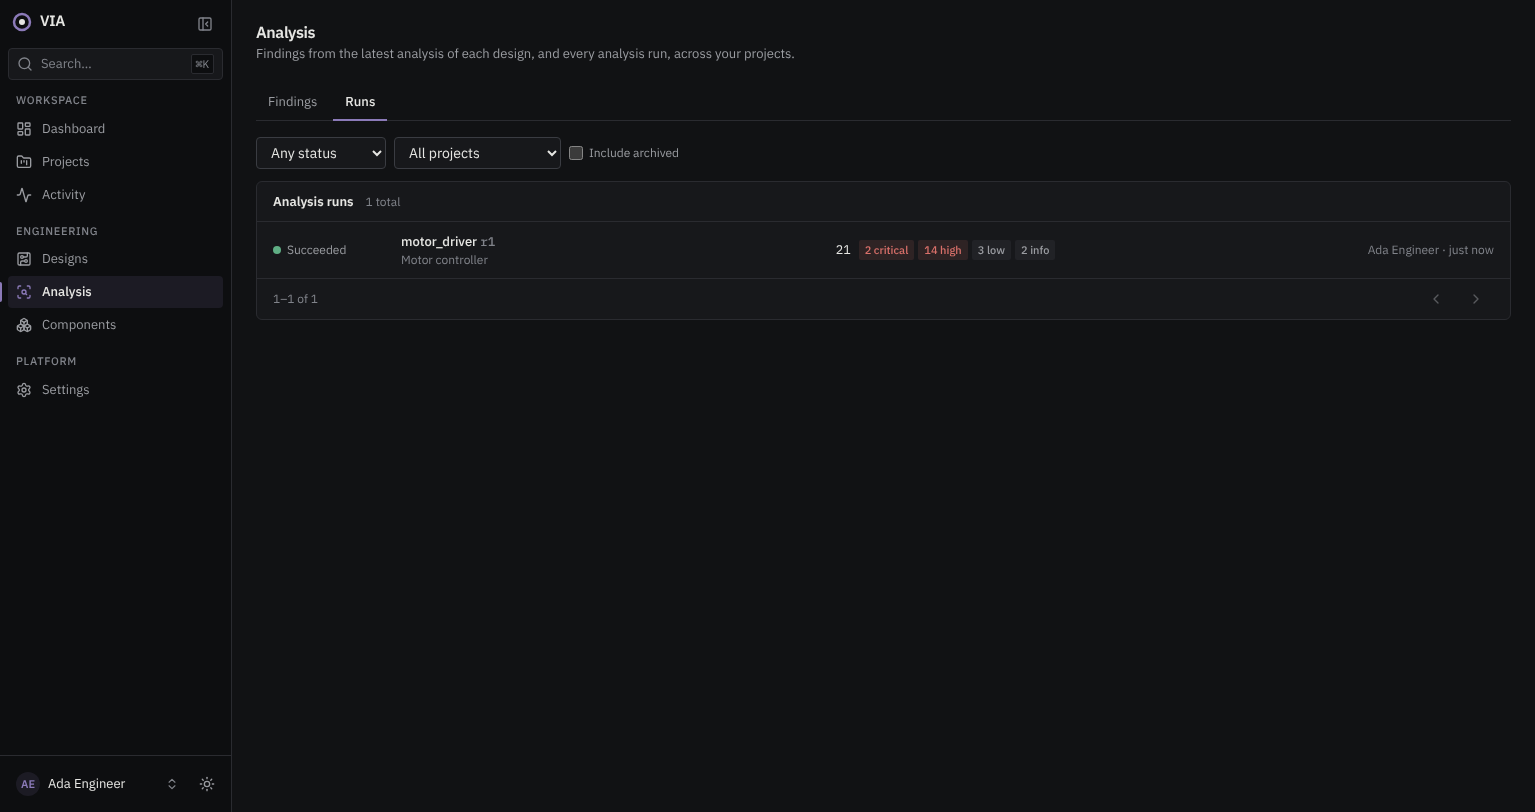 VIA
Search...
⌘K
WORKSPACE
Dashboard
Projects
Activity
ENGINEERING
Designs
Analysis
Components
PLATFORM
Settings
AE
Ada Engineer
Analysis
Findings from the latest analysis of each design, and every analysis run, across your projects.
Findings
Runs
Any status
All projects
Include archived
Analysis runs 1 total
Succeeded
motor_driver r1
Motor controller
21 2 critical 14 high 3 low 2 info
Ada Engineer · just now
1–1 of 1